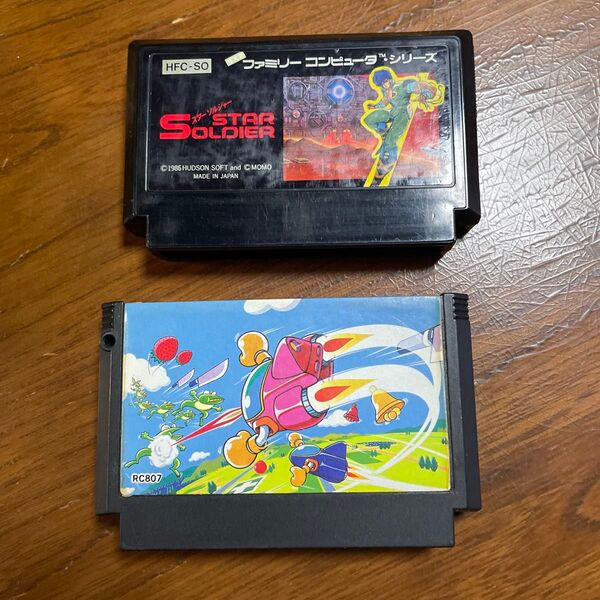 HFC-SO
ファミリー コンピュータ™シリーズ
スターソルジャー
STAR
SOLDIER
©1986 HUDSON SOFT and ©MOMO
MADE IN JAPAN
RC807